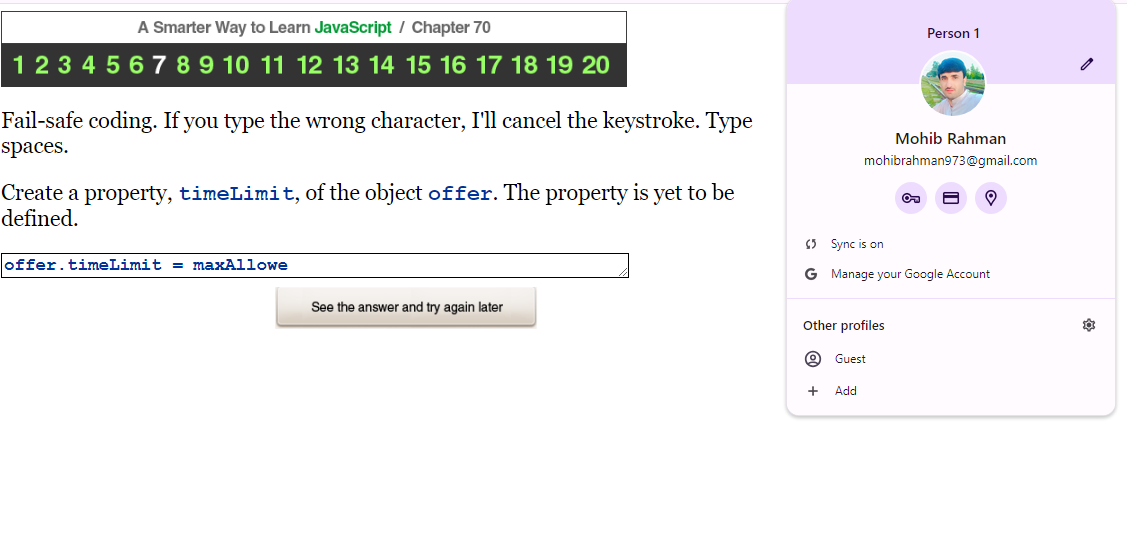 A Smarter Way to Learn JavaScript / Chapter 70
1 2 3 4 5 6 7 8 9 10 11 12 13 14 15 16 17 18 19 20
Fail-safe coding. If you type the wrong character, I'll cancel the keystroke. Type
spaces.
Create a property, timeLimit, of the object offer. The property is yet to be
defined.
offer.timeLimit = maxAllowe
See the answer and try again later
Person 1
Mohib Rahman
mohibrahman973@gmail.com
Sync is on
G Manage your Google Account
Other profiles
Guest
+ Add